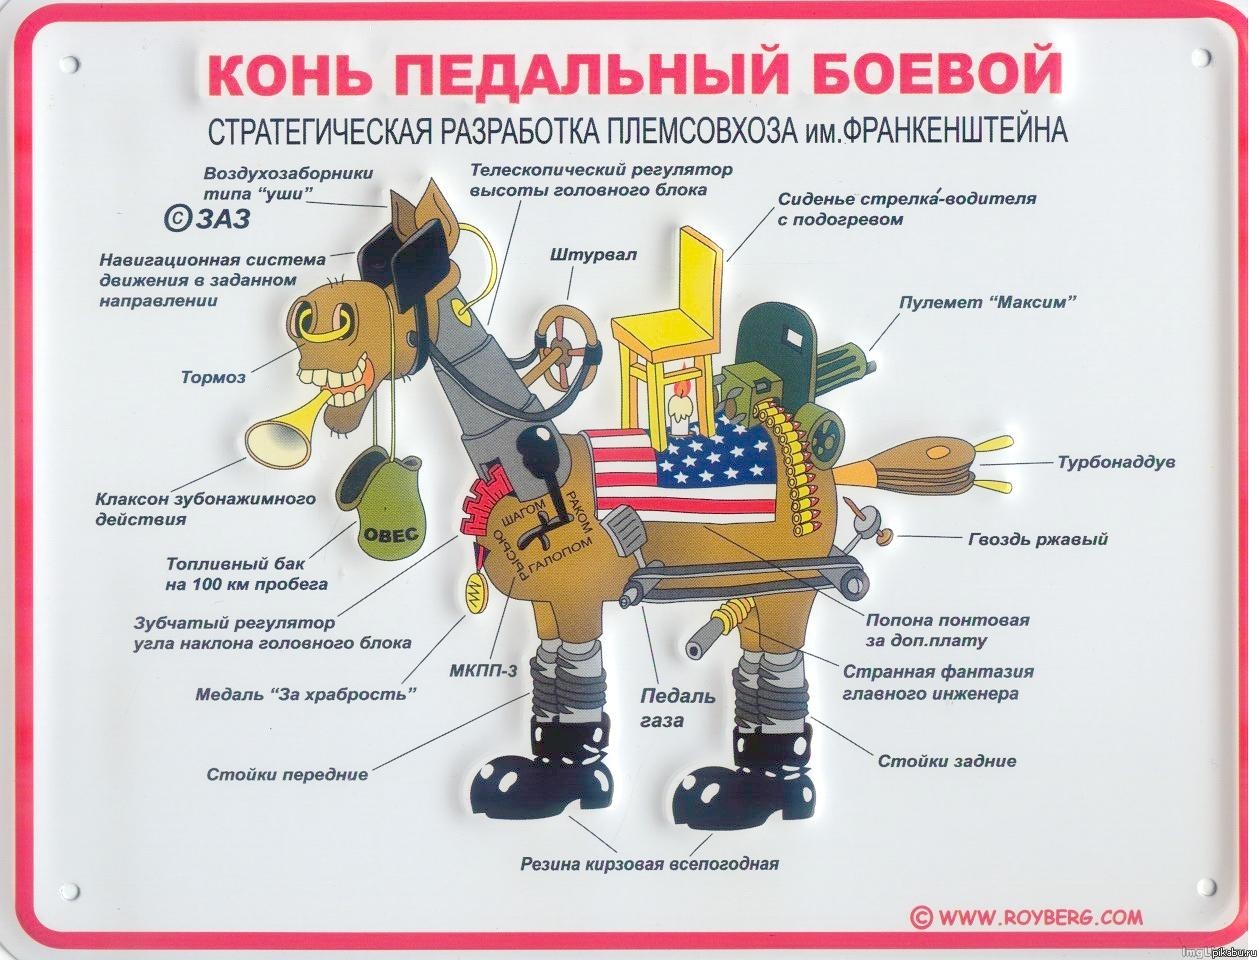 КОНЬ ПЕДАЛЬНЫЙ БОЕВОЙ
СТРАТЕГИЧЕСКАЯ РАЗРАБОТКА ПЛЕМСОВХОЗА им.ФРАНКЕНШТЕЙНА
Воздухозаборники
типа “уши”
© ЗАЗ
Телескопический регулятор
высоты головного блока
Сиденье стрелка́-водителя
с подогревом
Навигационная система
движения в заданном
направлении
Штурвал
Пулемет “Максим”
Тормоз
Турбонаддув
Клаксон зубонажимного
действия
ОВЕС
ШАГОМ
РАКОМ
РЫСЬЮ
ГАЛОПОМ
Гвоздь ржавый
Топливный бак
на 100 км пробега
Зубчатый регулятор
угла наклона головного блока
Попона понтовая
за доп.плату
МКПП-3
Странная фантазия
главного инженера
Медаль “За храбрость”
Педаль
газа
Стойки передние
Стойки задние
Резина кирзовая всепогодная
© WWW.ROYBERG.COM
pikabu.ru